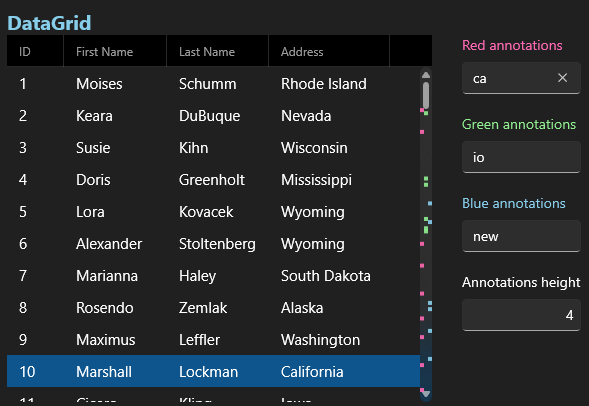 DataGrid
ID First Name Last Name Address
1 Moises Schumm Rhode Island
2 Keara DuBuque Nevada
3 Susie Kihn Wisconsin
4 Doris Greenholt Mississippi
5 Lora Kovacek Wyoming
6 Alexander Stoltenberg Wyoming
7 Marianna Haley South Dakota
8 Rosendo Zemlak Alaska
9 Maximus Leffler Washington
10 Marshall Lockman California
11
Red annotations
ca
Green annotations
io
Blue annotations
new
Annotations height
4